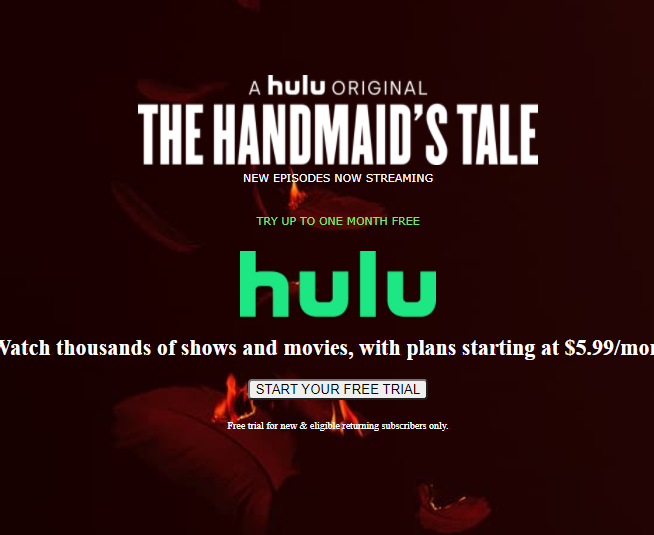 A hulu ORIGINAL
THE HANDMAID'S TALE
NEW EPISODES NOW STREAMING
TRY UP TO ONE MONTH FREE
hulu
Watch thousands of shows and movies, with plans starting at $5.99/mo
START YOUR FREE TRIAL
Free trial for new & eligible returning subscribers only.